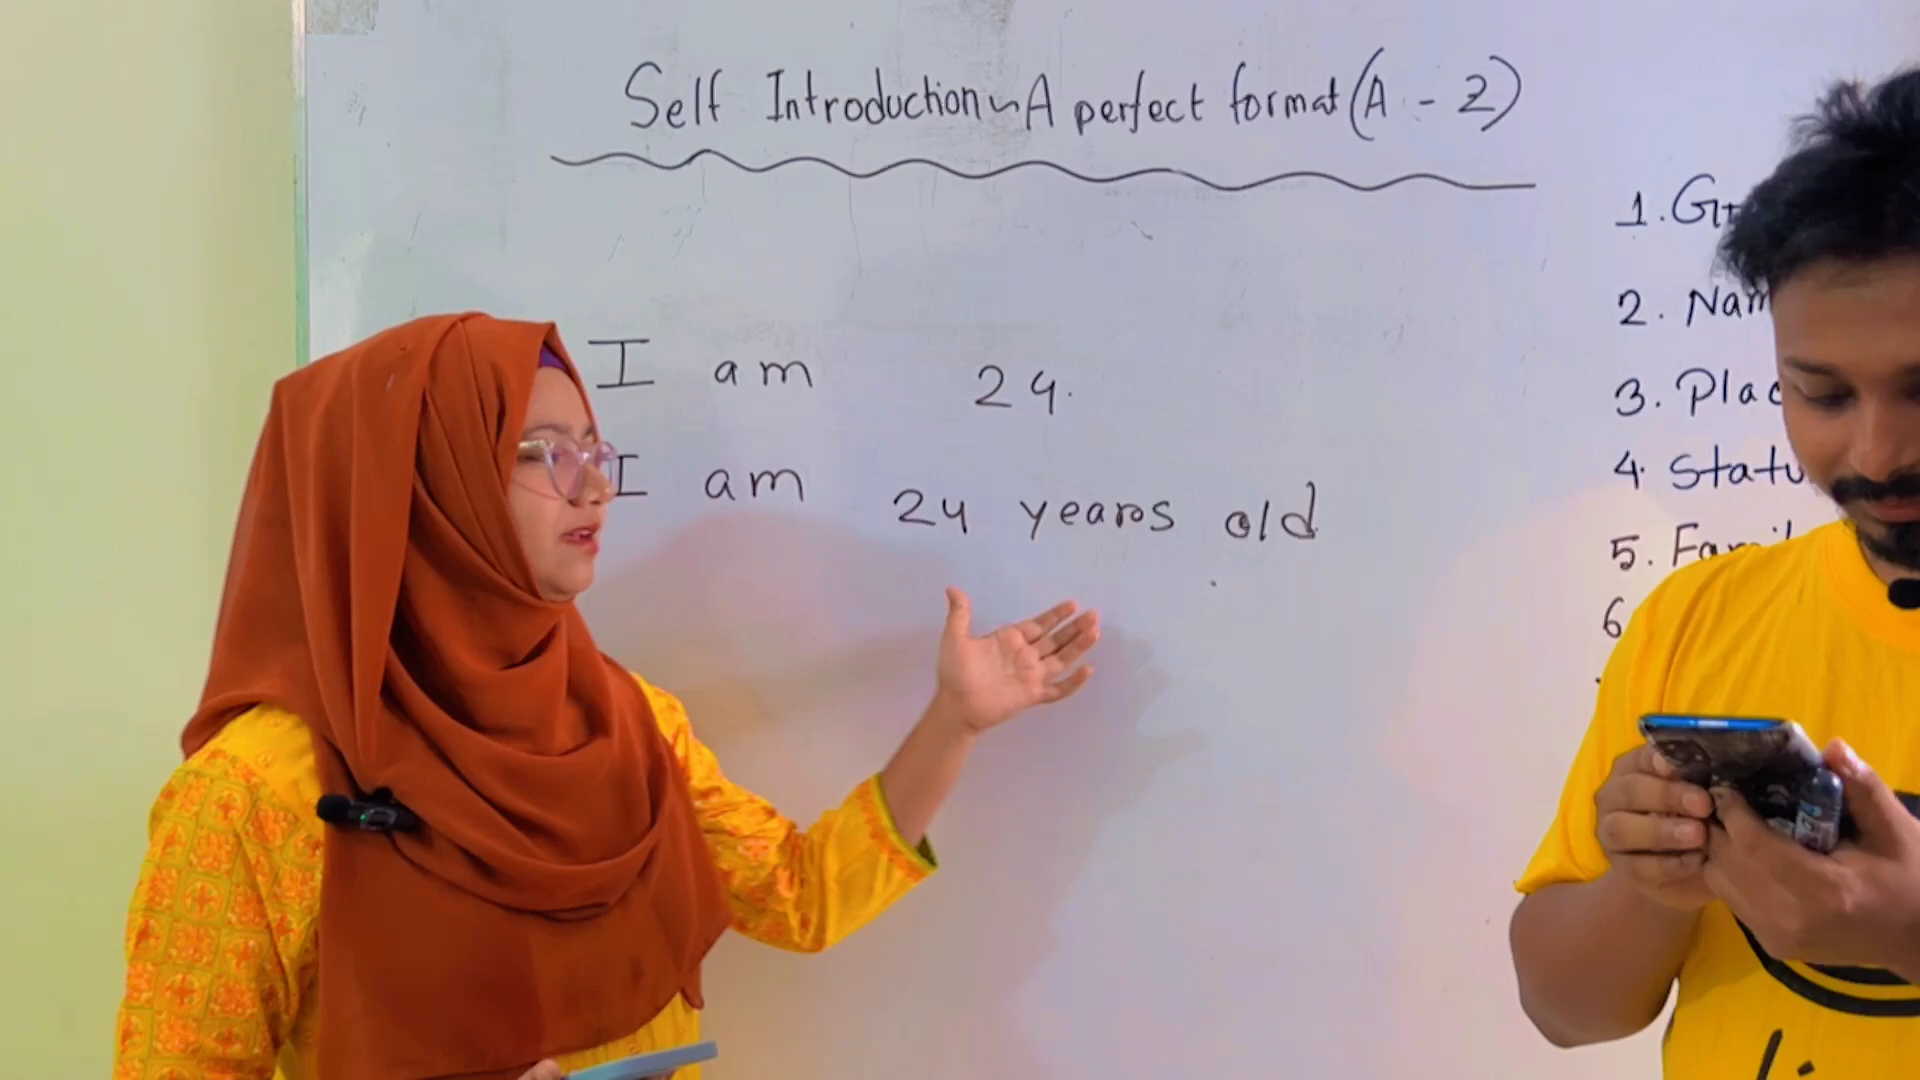 Self Introduction ~ A perfect format (A - Z)
I am 24.
I am 24 years old
1.
2.
3.
4.
5.
6